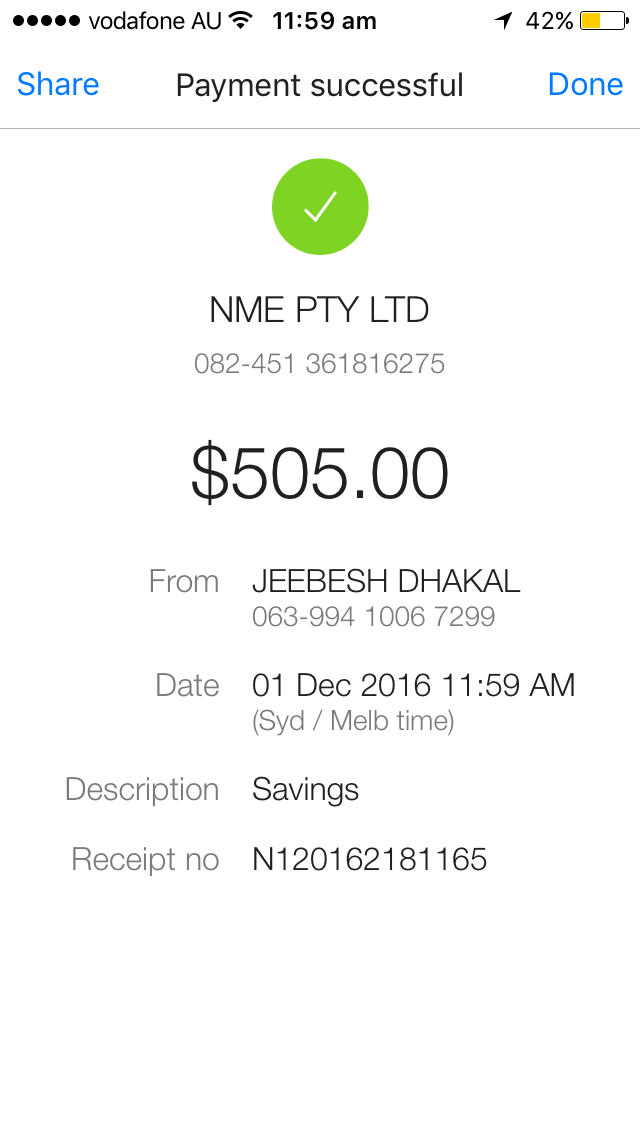 vodafone AU 11:59 am 42%
Share Payment successful Done
NME PTY LTD
082-451 361816275
$505.00
From JEEBESH DHAKAL
063-994 1006 7299
Date 01 Dec 2016 11:59 AM
(Syd / Melb time)
Description Savings
Receipt no N120162181165